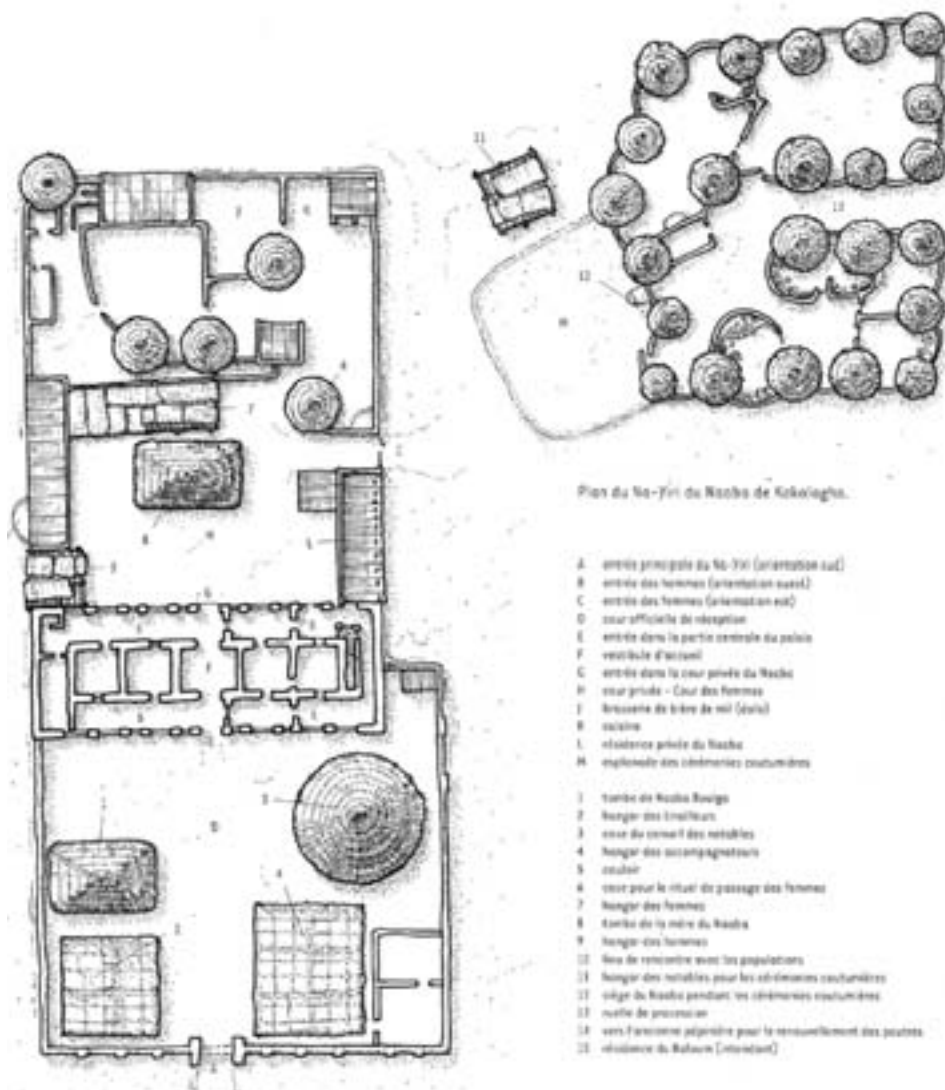 11
12
M
Plan du Na-Yiri du Naaba de Kokologho.
A entrée principale du Na-Yiri (orientation sud)
B entrée des hommes (orientation ouest)
C entrée des femmes (orientation est)
D cour officielle de réception
E entrée dans la partie centrale du palais
F vestibule d'accueil
G entrée dans la cour privée du Naaba
H cour privée - Cour des femmes
J brasserie de bière de mil (dolo)
K cuisine
L résidence privée du Naaba
M esplanade des cérémonies coutumières
1 tombe de Naaba
2 hangar des tirailleurs
3 case du conseil des notables
4 hangar des accompagnateurs
5 couloir
6 case pour le rituel de passage des femmes
7 hangar des femmes
8 tombe de la mère du Naaba
9 hangar des hommes
10 lieu de rencontre avec les populations
11 hangar des notables pour les cérémonies coutumières
12 siège du Naaba pendant les cérémonies coutumières
13 ruelle de procession
14 vers l'ancienne pépinière pour le renouvellement des poutres
15 résidence du (intendant)